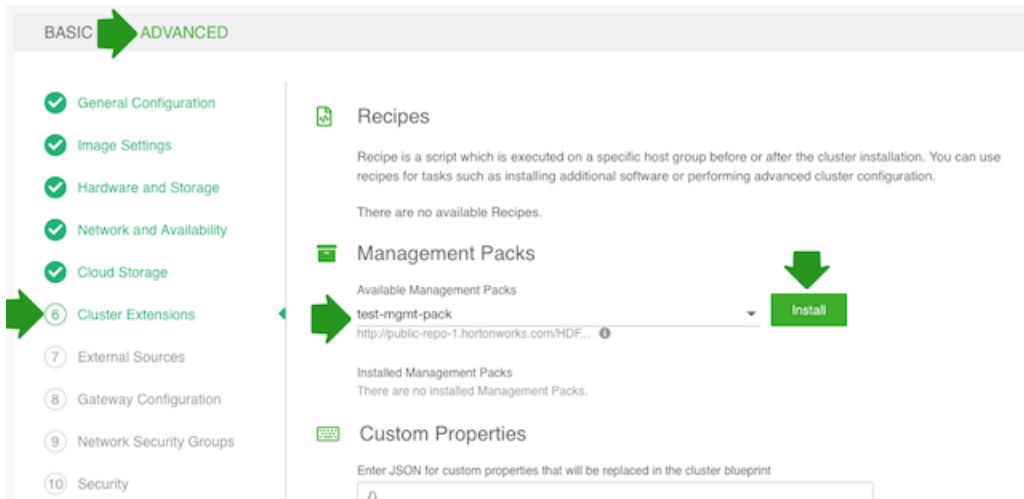 BASIC ADVANCED
General Configuration
Image Settings
Hardware and Storage
Network and Availability
Cloud Storage
6 Cluster Extensions
7 External Sources
8 Gateway Configuration
9 Network Security Groups
10 Security
Recipes
Recipe is a script which is executed on a specific host group before or after the cluster installation. You can use
recipes for tasks such as installing additional software or performing advanced cluster configuration.
There are no available Recipes.
Management Packs
Available Management Packs
test-mgmt-pack
Install
http://public-repo-1.hortonworks.com/HDF...
Installed Management Packs
There are no installed Management Packs.
Custom Properties
Enter JSON for custom properties that will be replaced in the cluster blueprint
{}